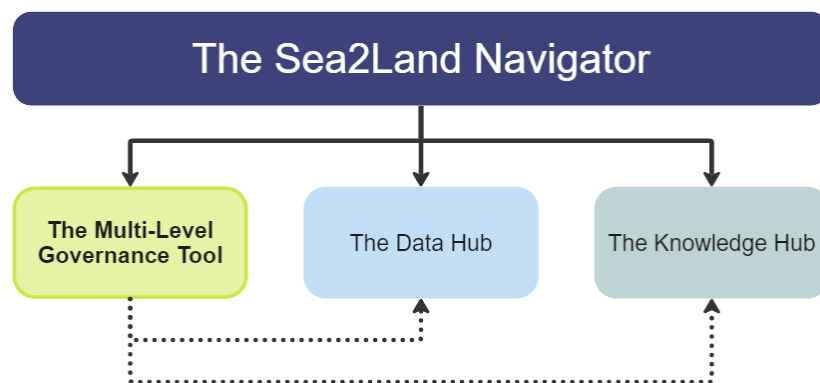 The Sea2Land Navigator
The Multi-Level
Governance Tool
The Data Hub
The Knowledge Hub